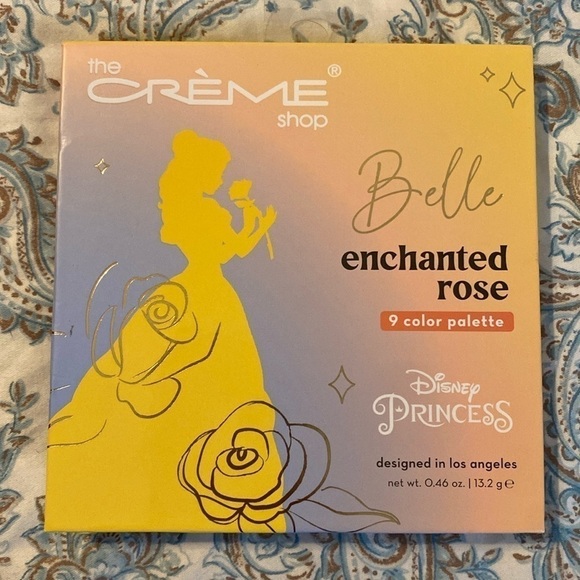 the
CRÈME®
shop
Belle
enchanted
rose
9 color palette
Disney
PRINCESS
designed in los angeles
net wt. 0.46 oz. | 13.2 g ℮